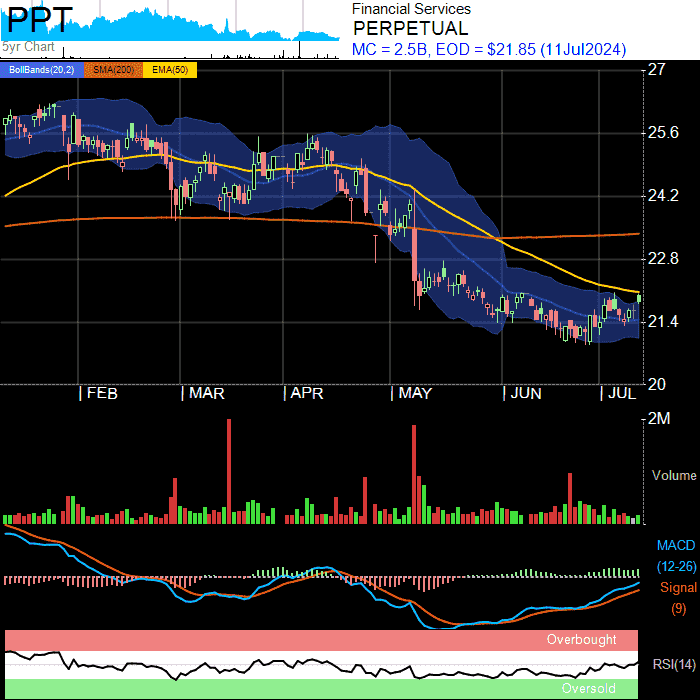 PPT
5yr Chart
Financial Services
PERPETUAL
MC = 2.5B, EOD = $21.85 (11Jul2024)
BollBands(20,2) SMA(200) EMA(50)
27
25.6
24.2
22.8
21.4
20
FEB MAR APR MAY JUN JUL
2M
Volume
MACD
(12-26)
Signal
(9)
Overbought
RSI(14)
Oversold